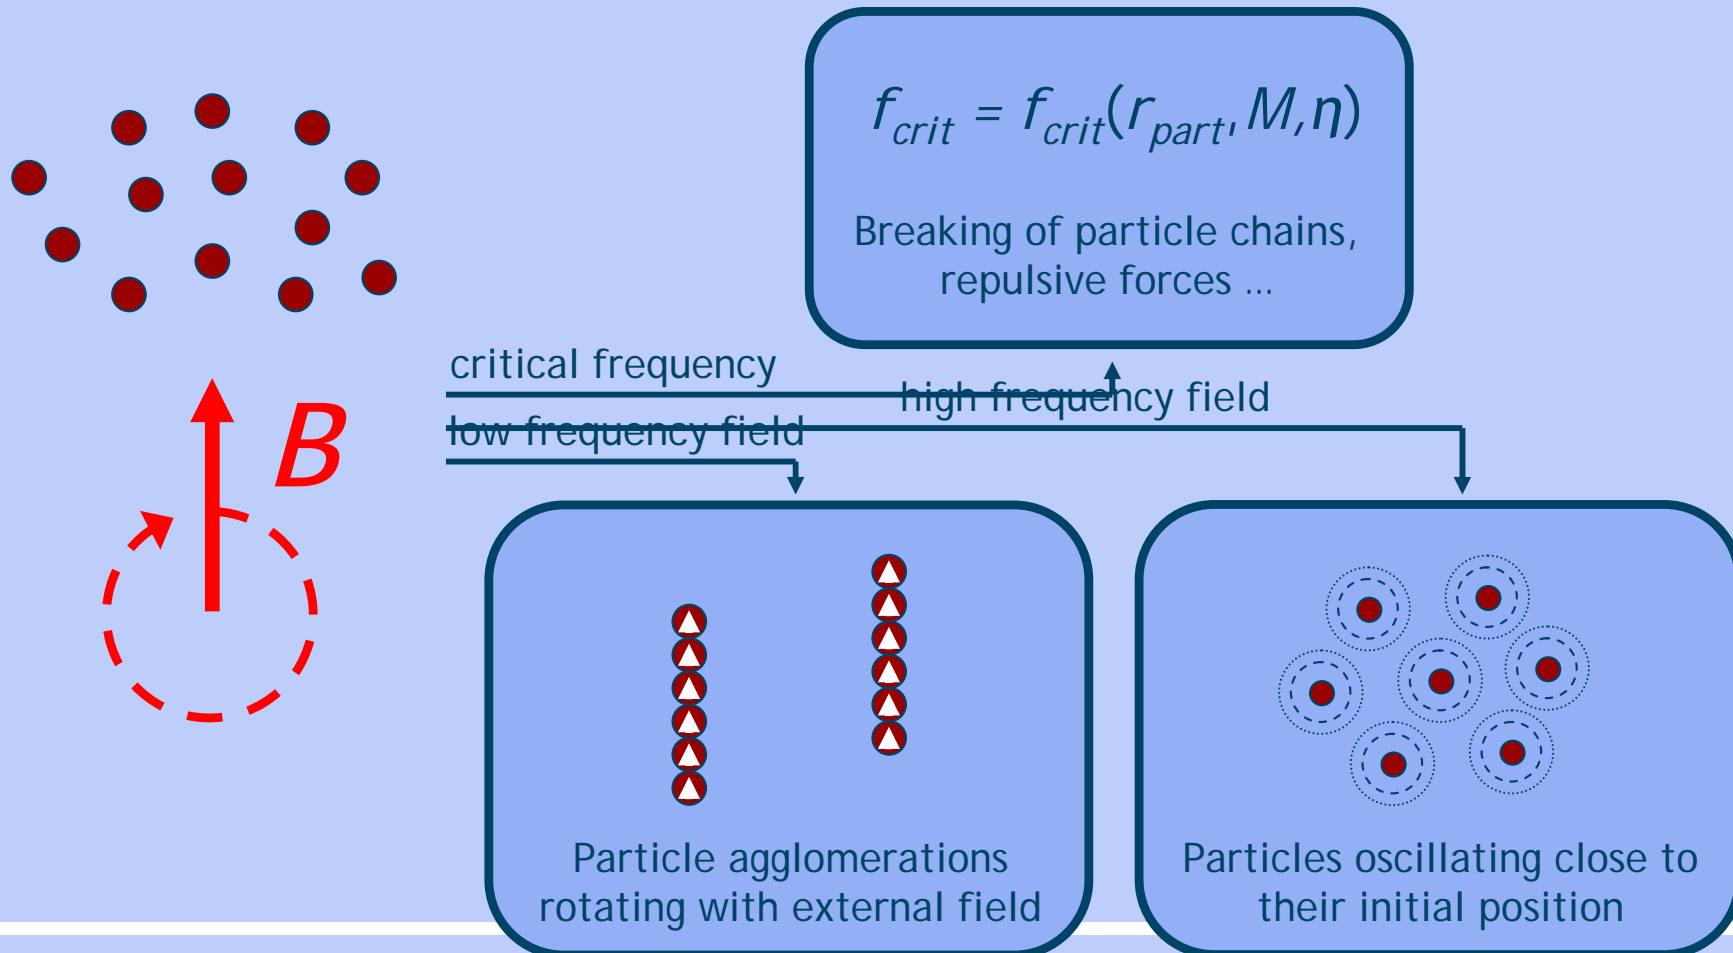 f_crit = f_crit(r_part, M, η)
Breaking of particle chains,
repulsive forces ...
critical frequency
high frequency field
low frequency field
B
Particle agglomerations
rotating with external field
Particles oscillating close to
their initial position